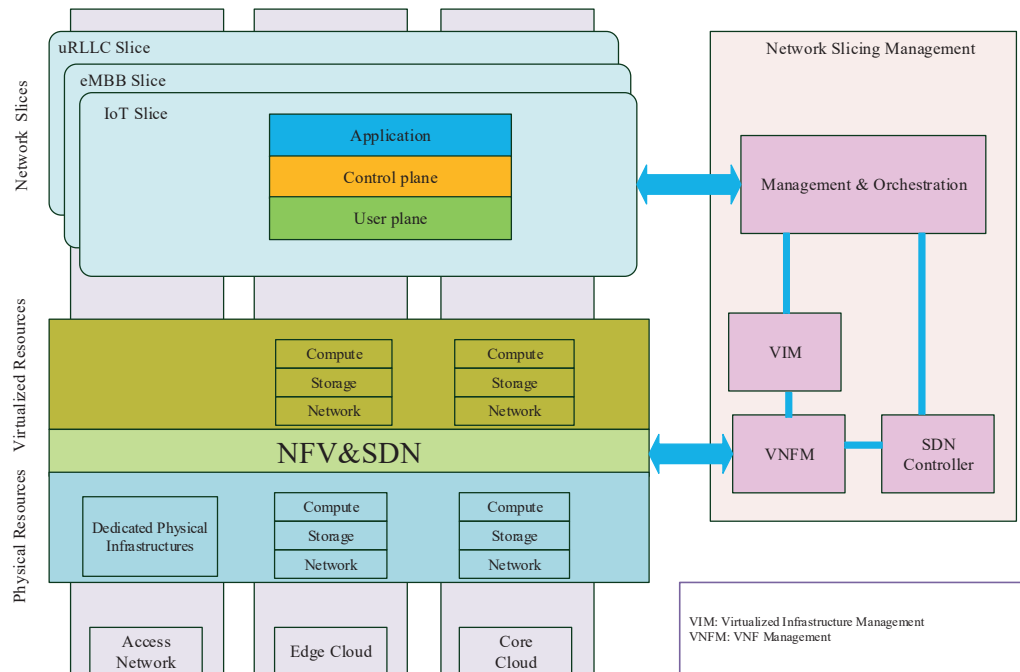 Network Slices
uRLLC Slice
eMBB Slice
IoT Slice
Application
Control plane
User plane
Virtualized Resources
Compute
Storage
Network
Compute
Storage
Network
NFV&SDN
Physical Resources
Dedicated Physical
Infrastructures
Compute
Storage
Network
Compute
Storage
Network
Access
Network
Edge Cloud
Core
Cloud
Network Slicing Management
Management & Orchestration
VIM
VNFM
SDN
Controller
VIM: Virtualized Infrastructure Management
VNFM: VNF Management